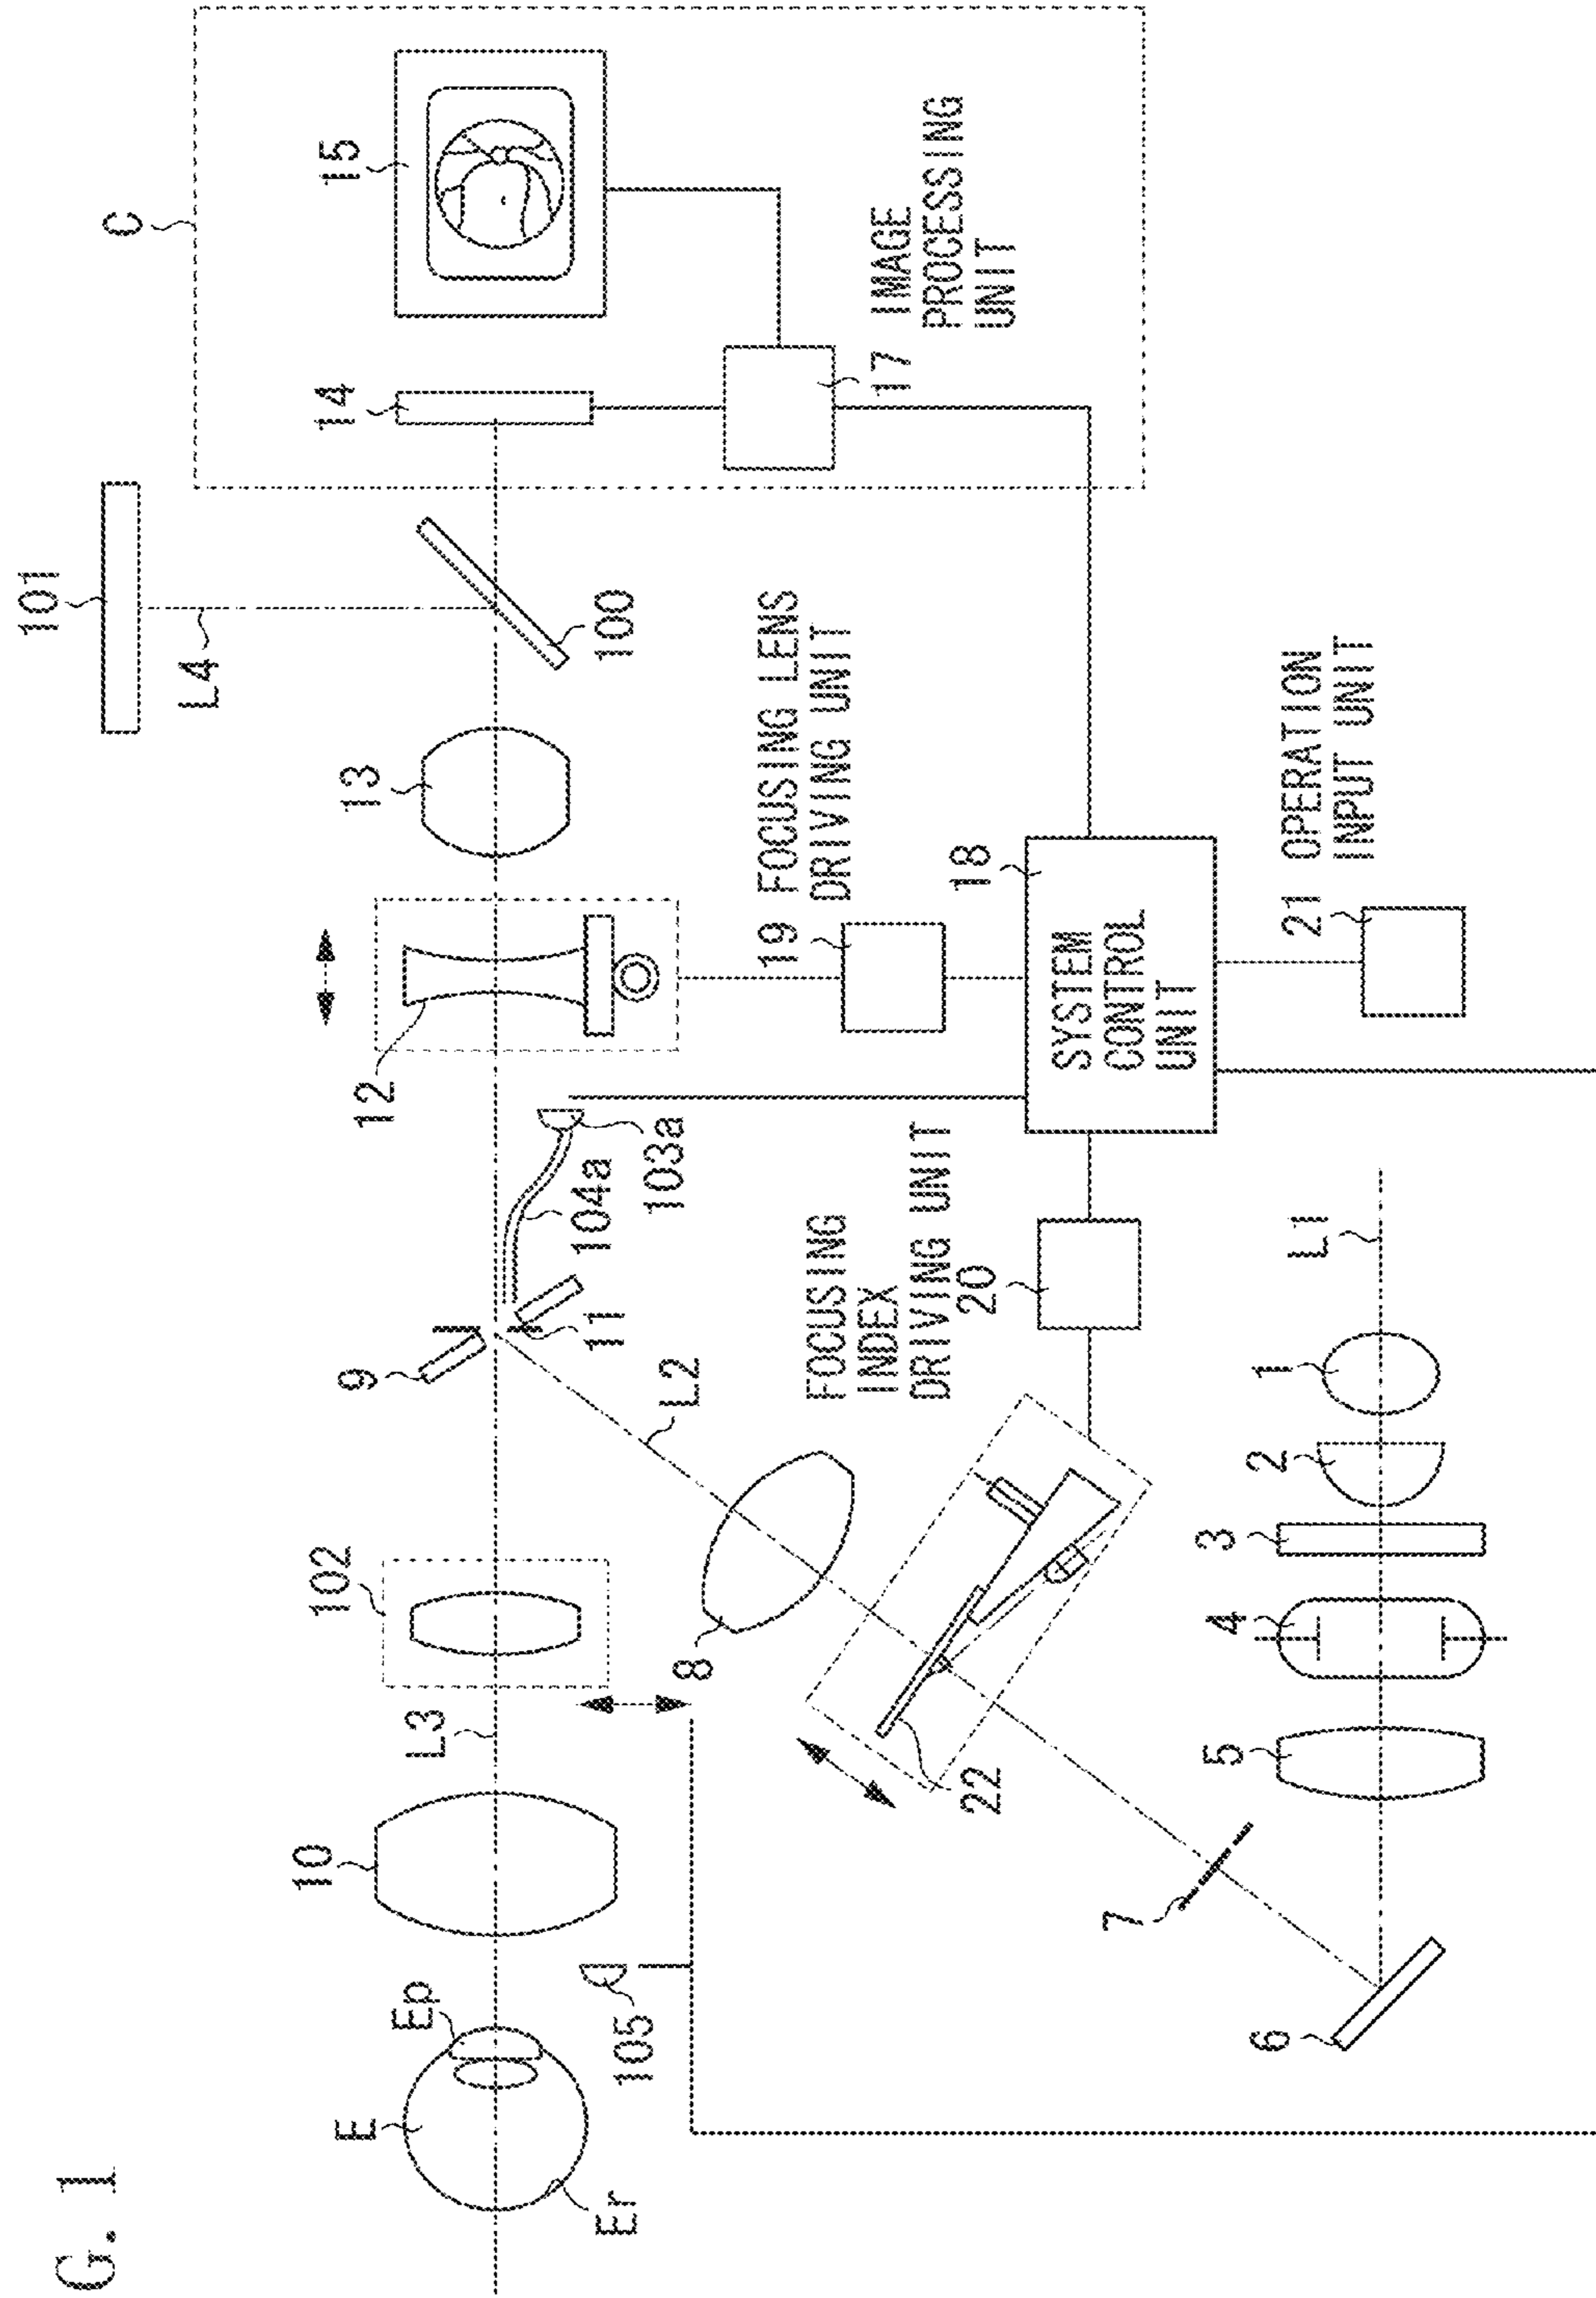 G. 1
C
101
L4
15
14
100
13
12
17 IMAGE
PROCESSING
UNIT
19 FOCUSING LENS
DRIVING UNIT
18
SYSTEM
CONTROL
UNIT
21 OPERATION
INPUT UNIT
104a
103a
9
11
L2
FOCUSING
INDEX
DRIVING UNIT
20
102
L3
8
22
10
105
Ep
E
Er
L1
1
2
3
4
5
7
6